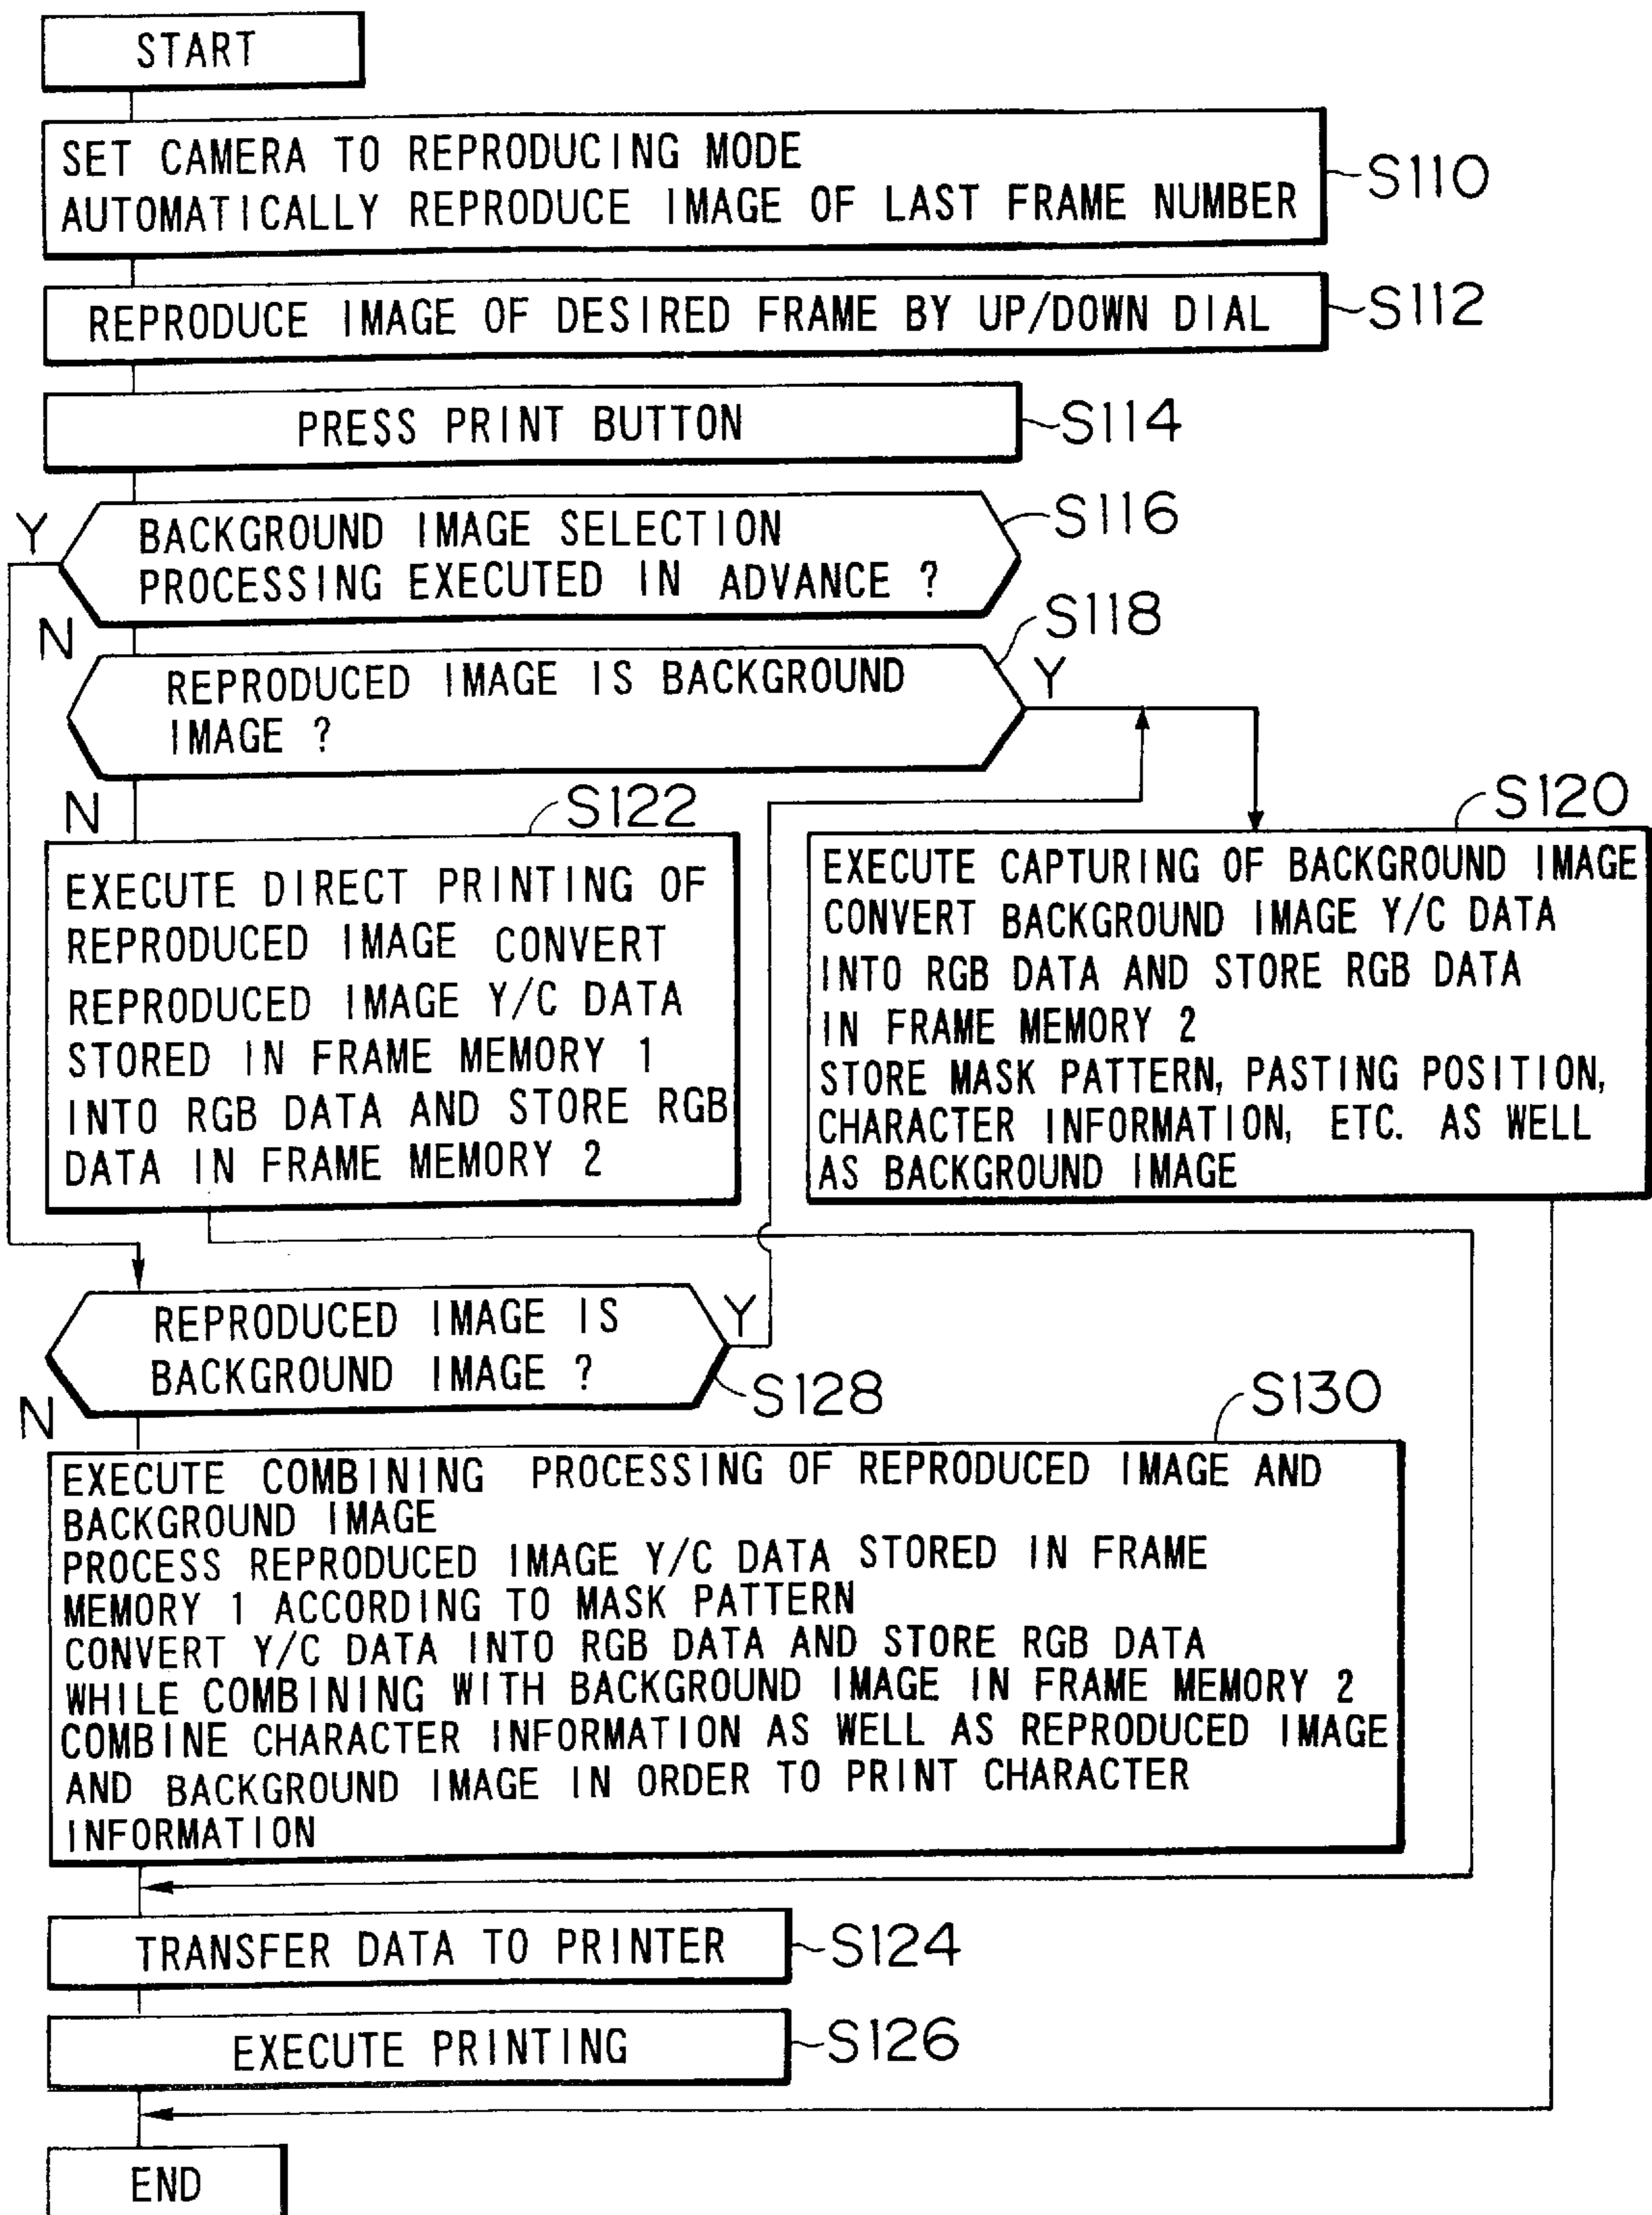 START
SET CAMERA TO REPRODUCING MODE
AUTOMATICALLY REPRODUCE IMAGE OF LAST FRAME NUMBER
S110
REPRODUCE IMAGE OF DESIRED FRAME BY UP/DOWN DIAL
S112
PRESS PRINT BUTTON
S114
Y
BACKGROUND IMAGE SELECTION
PROCESSING EXECUTED IN ADVANCE ?
S116
N
S118
REPRODUCED IMAGE IS BACKGROUND
IMAGE ?
Y
N
S122
EXECUTE DIRECT PRINTING OF
REPRODUCED IMAGE CONVERT
REPRODUCED IMAGE Y/C DATA
STORED IN FRAME MEMORY 1
INTO RGB DATA AND STORE RGB
DATA IN FRAME MEMORY 2
S120
EXECUTE CAPTURING OF BACKGROUND IMAGE
CONVERT BACKGROUND IMAGE Y/C DATA
INTO RGB DATA AND STORE RGB DATA
IN FRAME MEMORY 2
STORE MASK PATTERN, PASTING POSITION,
CHARACTER INFORMATION, ETC. AS WELL
AS BACKGROUND IMAGE
REPRODUCED IMAGE IS
BACKGROUND IMAGE ?
Y
S128
N
S130
EXECUTE COMBINING PROCESSING OF REPRODUCED IMAGE AND
BACKGROUND IMAGE
PROCESS REPRODUCED IMAGE Y/C DATA STORED IN FRAME
MEMORY 1 ACCORDING TO MASK PATTERN
CONVERT Y/C DATA INTO RGB DATA AND STORE RGB DATA
WHILE COMBINING WITH BACKGROUND IMAGE IN FRAME MEMORY 2
COMBINE CHARACTER INFORMATION AS WELL AS REPRODUCED IMAGE
AND BACKGROUND IMAGE IN ORDER TO PRINT CHARACTER
INFORMATION
TRANSFER DATA TO PRINTER
S124
EXECUTE PRINTING
S126
END